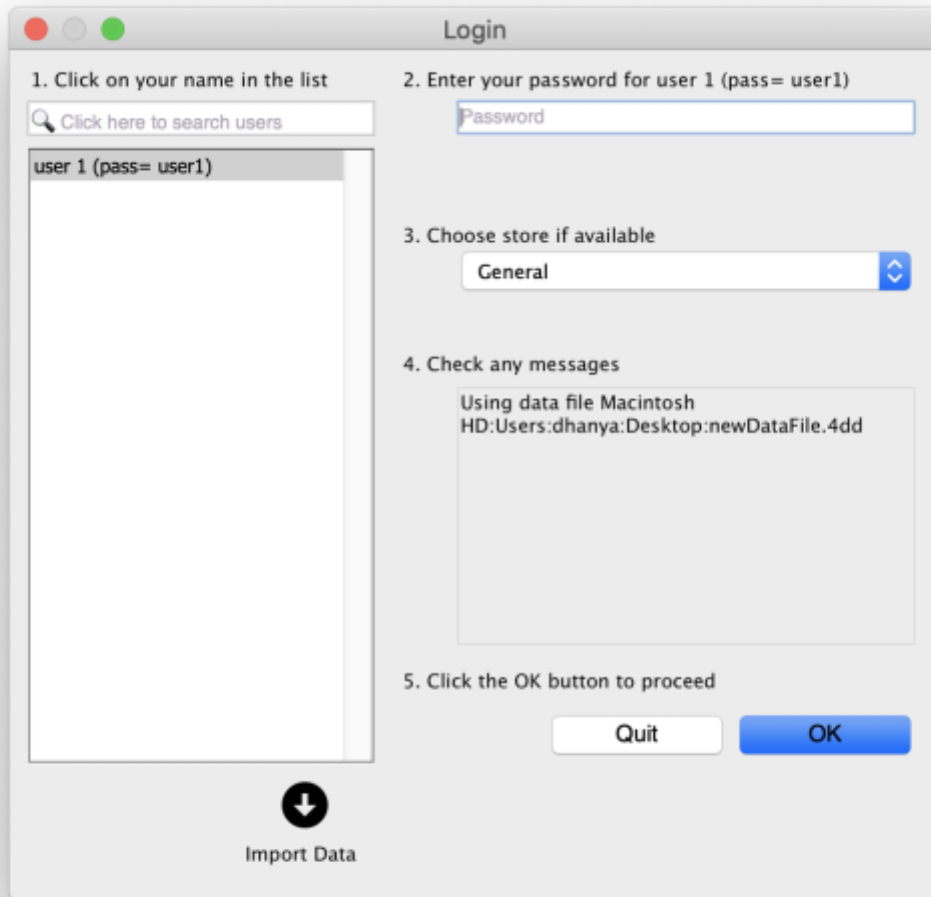 Login
1. Click on your name in the list
Click here to search users
user 1 (pass= user1)
2. Enter your password for user 1 (pass= user1)
Password
3. Choose store if available
General
4. Check any messages
Using data file Macintosh
HD:Users:dhanya:Desktop:newDataFile.4dd
5. Click the OK button to proceed
Quit
OK
Import Data